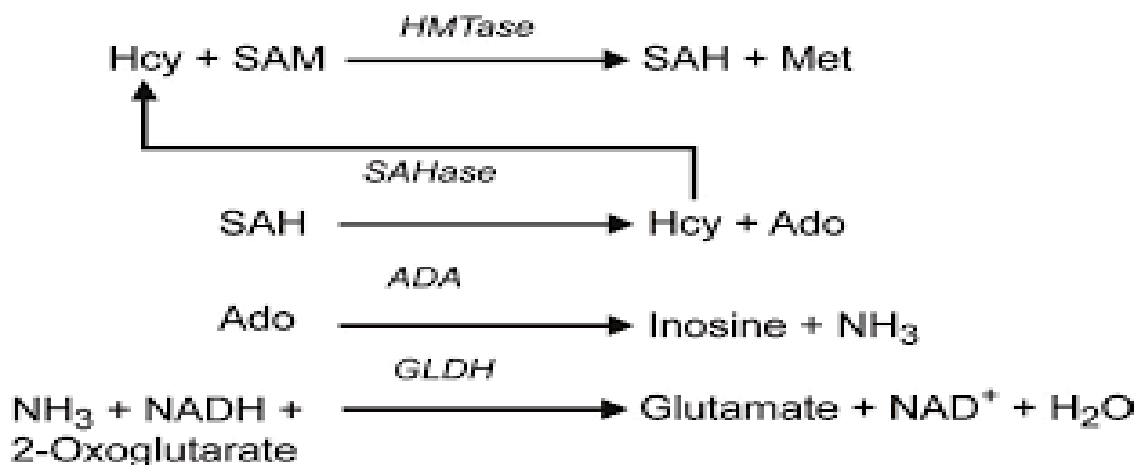 HMTase
Hcy + SAM SAH + Met
SAHase
SAH Hcy + Ado
ADA
Ado Inosine + NH₃
GLDH
NH₃ + NADH + Glutamate + NAD⁺ + H₂O
2-Oxoglutarate